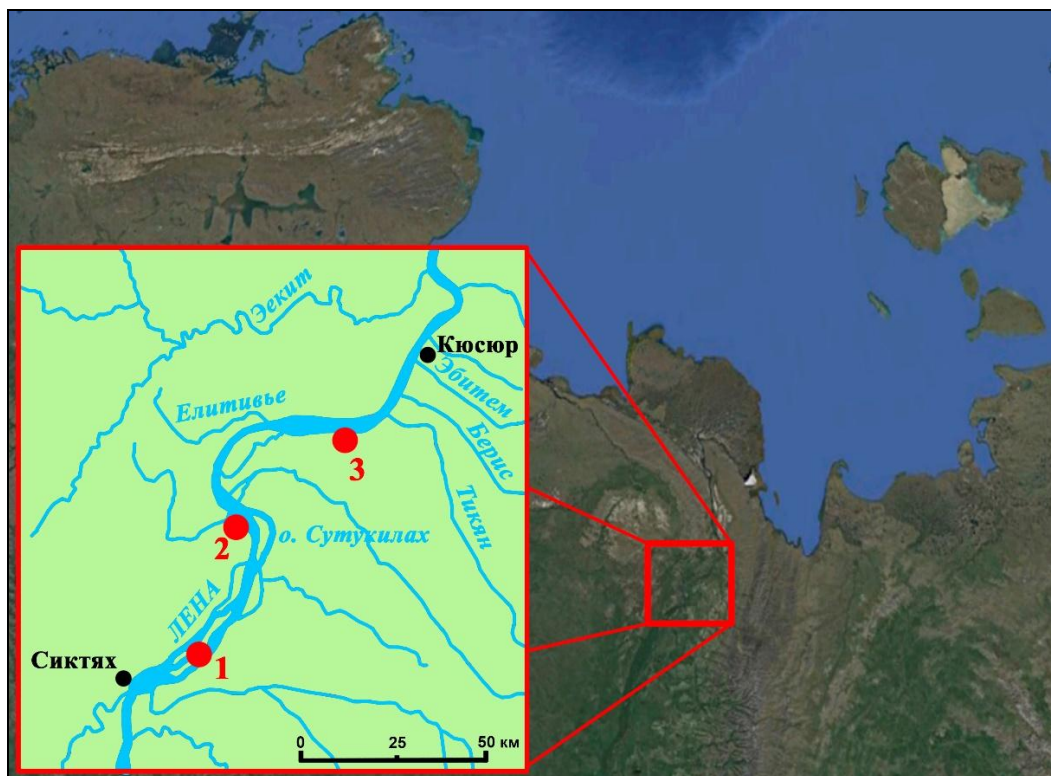 Эекит
Кюсюр
Эбитем
Елитивье
Берис
3
Тикян
2
о. Сутукилах
ЛЕНА
Сиктях
1
0 25 50 км